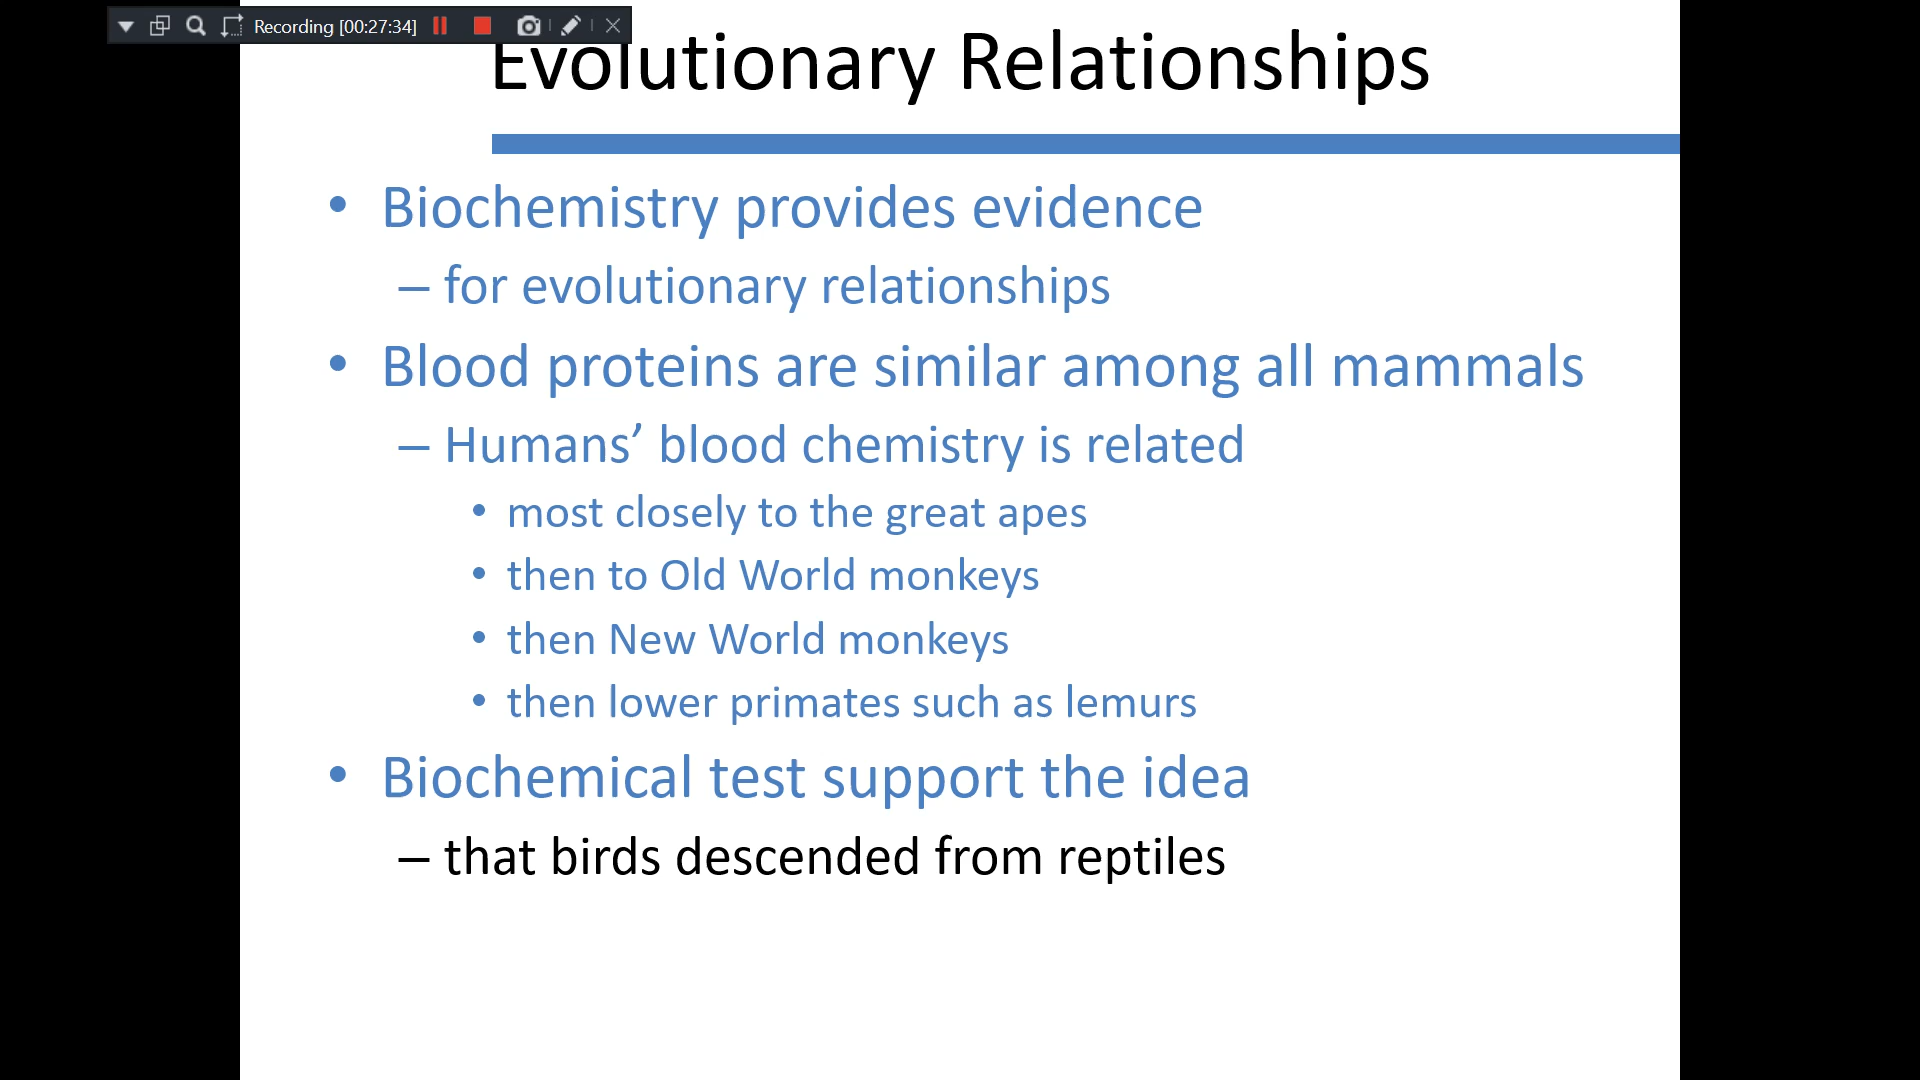 Recording [00:27:34]
Evolutionary Relationships
• Biochemistry provides evidence
– for evolutionary relationships
• Blood proteins are similar among all mammals
– Humans’ blood chemistry is related
• most closely to the great apes
• then to Old World monkeys
• then New World monkeys
• then lower primates such as lemurs
• Biochemical test support the idea
– that birds descended from reptiles